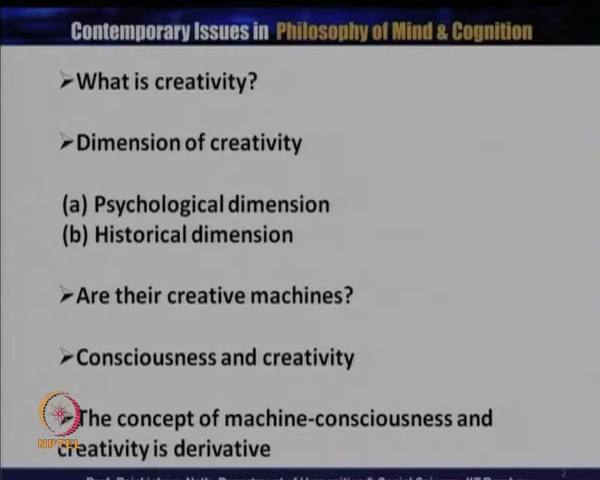 Contemporary Issues in Philosophy of Mind & Cognition
➢What is creativity?
➢Dimension of creativity
(a) Psychological dimension
(b) Historical dimension
➢Are their creative machines?
➢Consciousness and creativity
➢The concept of machine-consciousness and
creativity is derivative
NPTEL
2